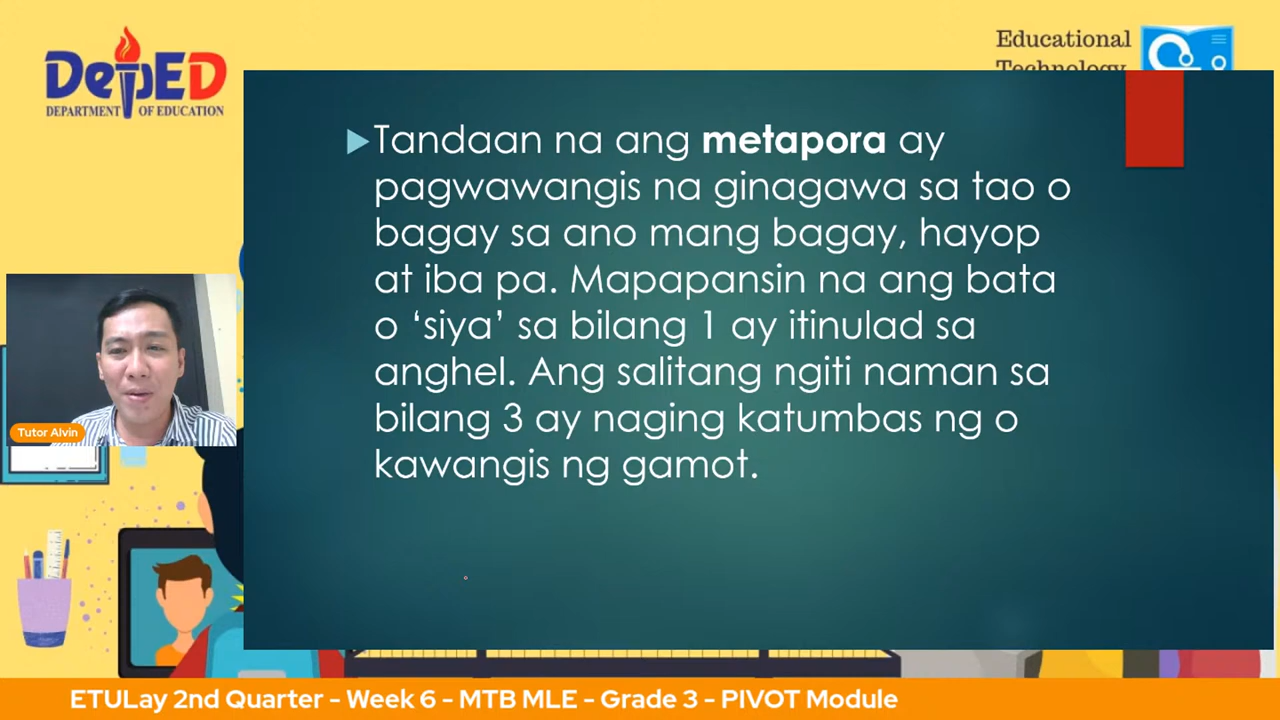 DepED
DEPARTMENT OF EDUCATION
Educational
Technology
Tandaan na ang metapora ay
pagwawangis na ginagawa sa tao o
bagay sa ano mang bagay, hayop
at iba pa. Mapapansin na ang bata
o ‘siya’ sa bilang 1 ay itinulad sa
anghel. Ang salitang ngiti naman sa
bilang 3 ay naging katumbas ng o
kawangis ng gamot.
Tutor Alvin
ETULay 2nd Quarter - Week 6 - MTB MLE - Grade 3 - PIVOT Module